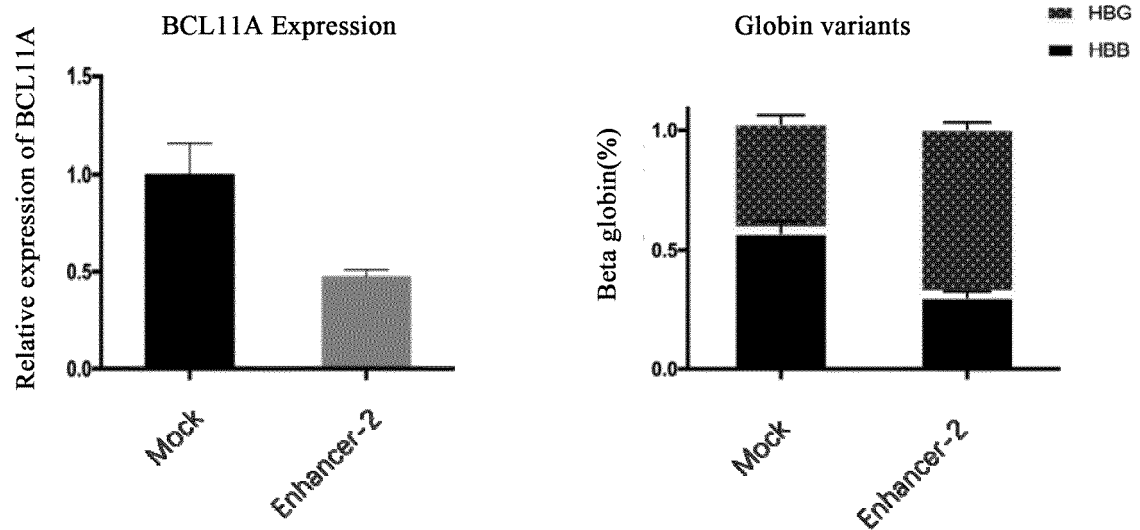 BCL11A Expression
Relative expression of BCL11A
1.5
1.0
0.5
0.0
Mock
Enhancer-2
Globin variants
HBG
HBB
Beta globin(%)
1.0
0.5
0.0
Mock
Enhancer-2